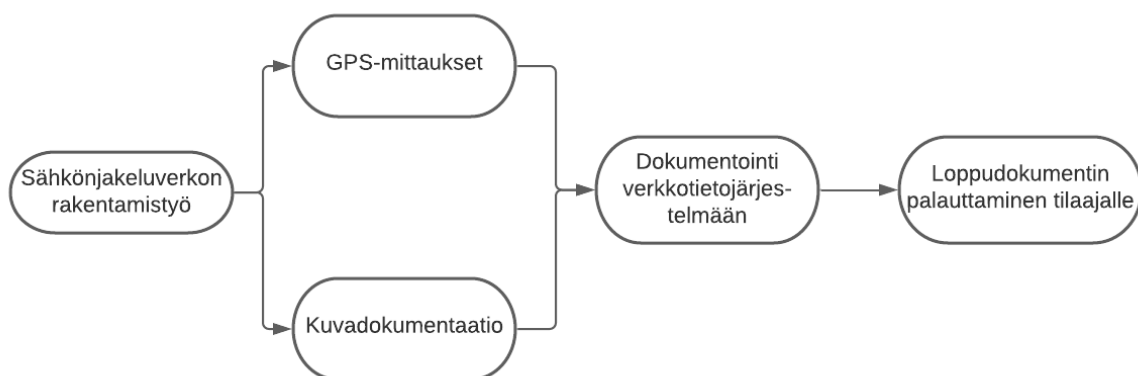 GPS-mittaukset
Sähkönjakeluverkon
rakentamistyö
Dokumentointi
verkkotietojärjes-
telmään
Loppudokumentin
palauttaminen tilaajalle
Kuvadokumentaatio